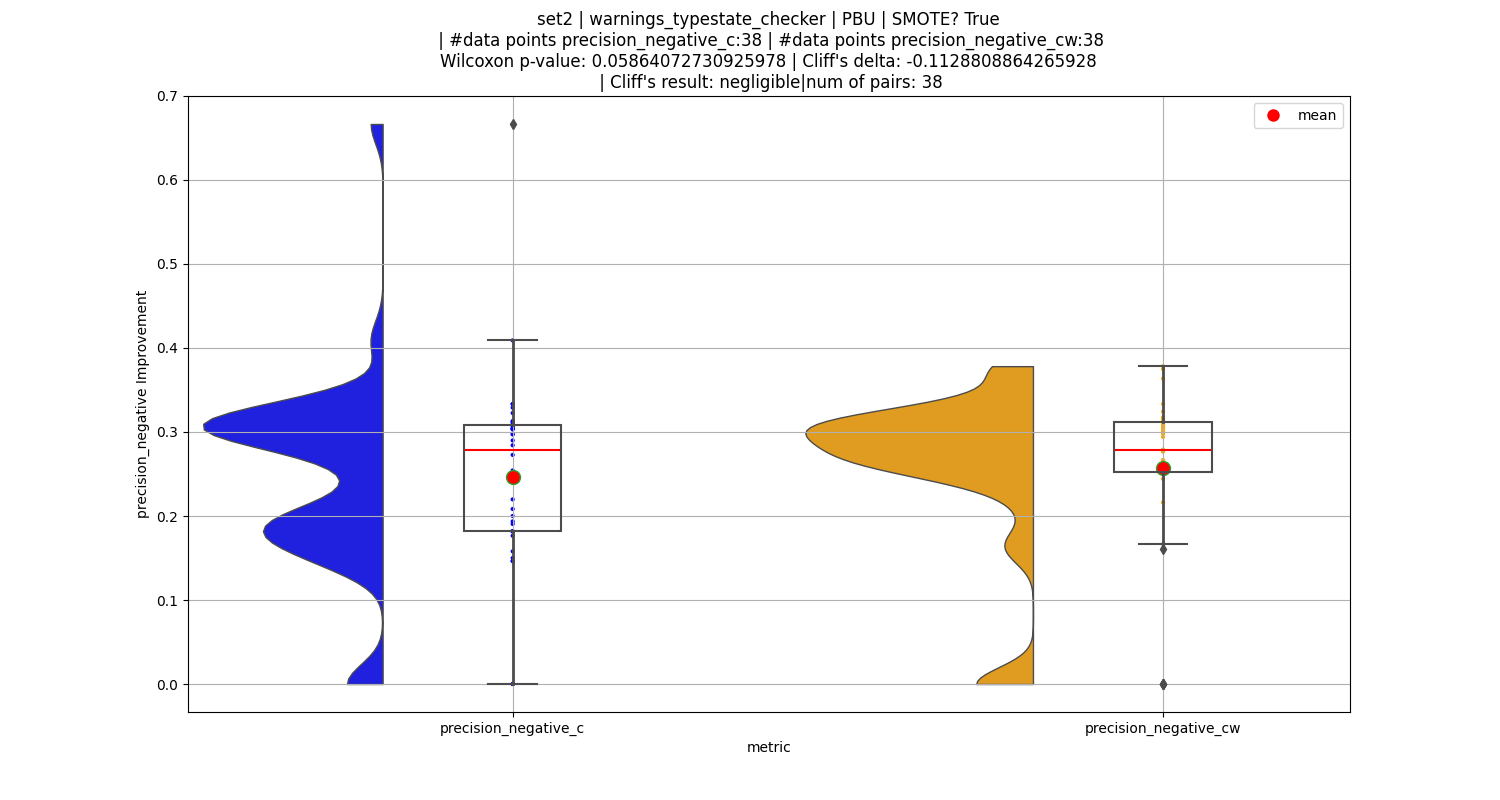 set2 | warnings_typestate_checker | PBU | SMOTE? True
| #data points precision_negative_c:38 | #data points precision_negative_cw:38
Wilcoxon p-value: 0.05864072730925978 | Cliff's delta: -0.1128808864265928
| Cliff's result: negligible|num of pairs: 38
mean
precision_negative Improvement
0.7
0.6
0.5
0.4
0.3
0.2
0.1
0.0
precision_negative_c
precision_negative_cw
metric